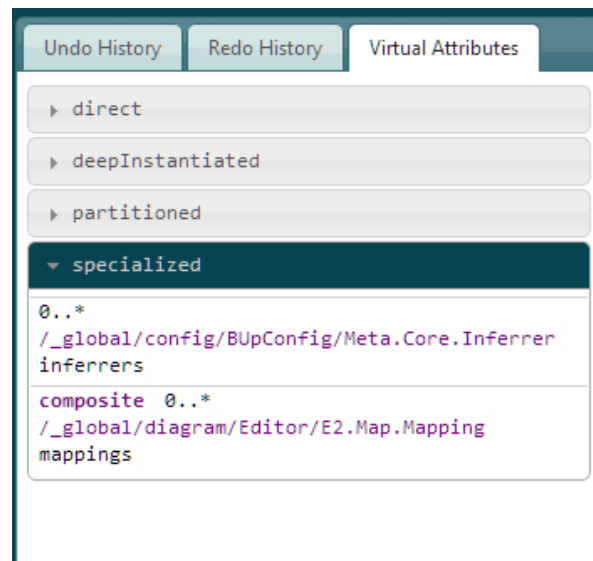 Undo History Redo History Virtual Attributes
direct
deepInstantiated
partitioned
specialized
0..*
/_global/config/BUpConfig/Meta.Core.Inferrer
inferrers
composite 0..*
/_global/diagram/Editor/E2.Map.Mapping
mappings